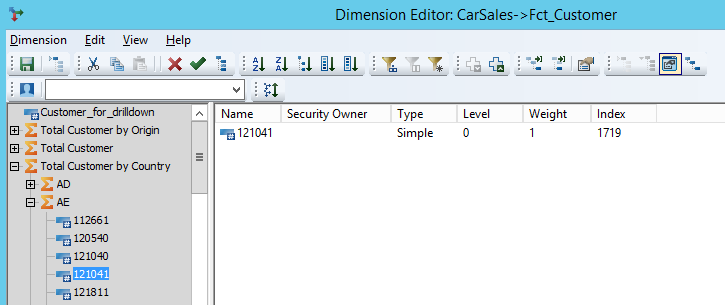 Dimension Editor: CarSales->Fct_Customer
Dimension Edit View Help
Name Security Owner Type Level Weight Index
121041 Simple 0 1 1719
Customer_for_drilldown
Total Customer by Origin
Total Customer
Total Customer by Country
AD
AE
112661
120540
121040
121041
121811